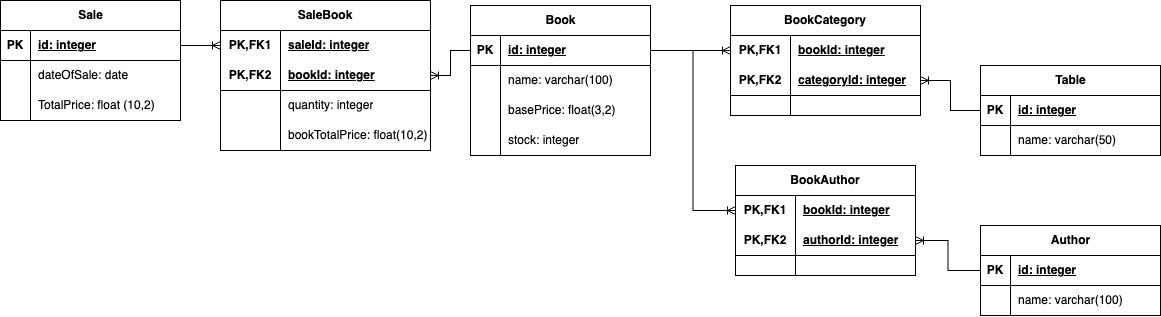 Sale
PK id: integer
dateOfSale: date
TotalPrice: float (10,2)
SaleBook
PK,FK1 saleId: integer
PK,FK2 bookId: integer
quantity: integer
bookTotalPrice: float(10,2)
Book
PK id: integer
name: varchar(100)
basePrice: float(3,2)
stock: integer
BookCategory
PK,FK1 bookId: integer
PK,FK2 categoryId: integer
Table
PK id: integer
name: varchar(50)
BookAuthor
PK,FK1 bookId: integer
PK,FK2 authorId: integer
Author
PK id: integer
name: varchar(100)